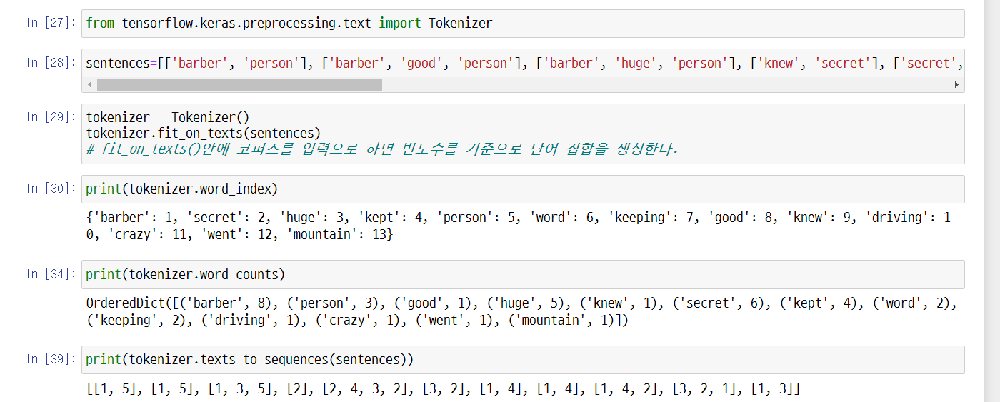 In [27]: from tensorflow.keras.preprocessing.text import Tokenizer
In [28]: sentences=[['barber', 'person'], ['barber', 'good', 'person'], ['barber', 'huge', 'person'], ['knew', 'secret'], ['secret',
In [29]: tokenizer = Tokenizer()
tokenizer.fit_on_texts(sentences)
# fit_on_texts()안에 코퍼스를 입력으로 하면 빈도수를 기준으로 단어 집합을 생성한다.
In [30]: print(tokenizer.word_index)
{'barber': 1, 'secret': 2, 'huge': 3, 'kept': 4, 'person': 5, 'word': 6, 'keeping': 7, 'good': 8, 'knew': 9, 'driving': 1
0, 'crazy': 11, 'went': 12, 'mountain': 13}
In [34]: print(tokenizer.word_counts)
OrderedDict([('barber', 8), ('person', 3), ('good', 1), ('huge', 5), ('knew', 1), ('secret', 6), ('kept', 4), ('word', 2),
('keeping', 2), ('driving', 1), ('crazy', 1), ('went', 1), ('mountain', 1)])
In [39]: print(tokenizer.texts_to_sequences(sentences))
[[1, 5], [1, 5], [1, 3, 5], [2], [2, 4, 3, 2], [3, 2], [1, 4], [1, 4], [1, 4, 2], [3, 2, 1], [1, 3]]